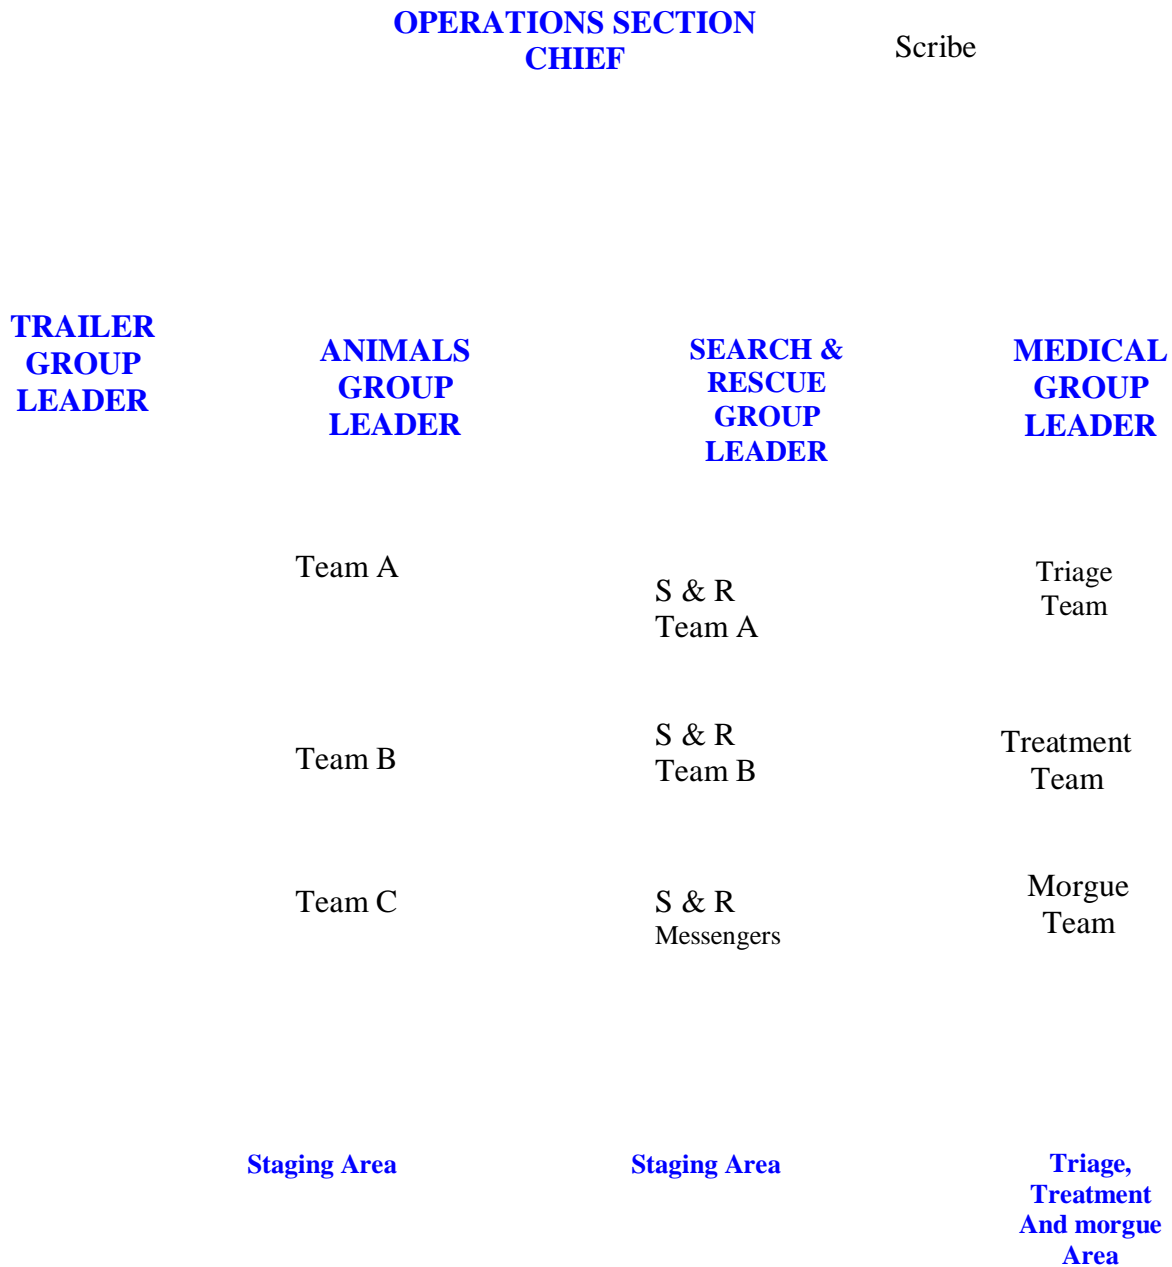 OPERATIONS SECTION
CHIEF
Scribe
TRAILER
GROUP
LEADER
ANIMALS
GROUP
LEADER
SEARCH &
RESCUE
GROUP
LEADER
MEDICAL
GROUP
LEADER
Team A
S & R
Team A
Triage
Team
Team B
S & R
Team B
Treatment
Team
Team C
S & R
Messengers
Morgue
Team
Staging Area
Staging Area
Triage,
Treatment
And morgue
Area